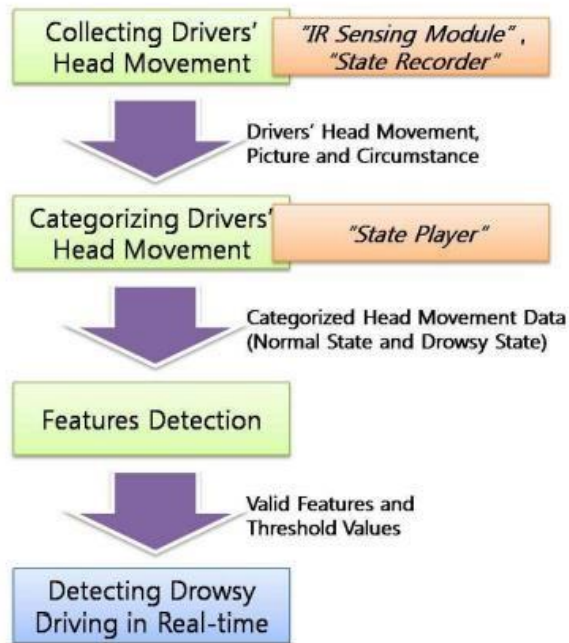 Collecting Drivers'
Head Movement
"IR Sensing Module" ,
"State Recorder"
Drivers' Head Movement,
Picture and Circumstance
Categorizing Drivers'
Head Movement
"State Player"
Categorized Head Movement Data
(Normal State and Drowsy State)
Features Detection
Valid Features and
Threshold Values
Detecting Drowsy
Driving in Real-time